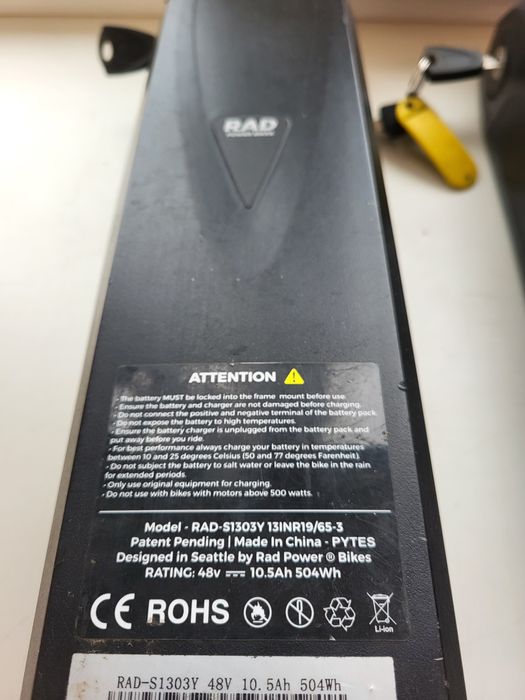 RAD
ATTENTION
- The battery MUST be locked into the frame mount before use.
- Ensure the battery and charger are not damaged before charging.
- Do not connect the positive and negative terminal of the battery pack.
- Do not expose the battery to high temperatures.
- Ensure the battery charger is unplugged from the battery pack and
put away before you ride.
- For best performance always charge your battery in temperatures
between 10 and 25 degrees Celsius (50 and 77 degrees Farenheit).
- Do not subject the battery to salt water or leave the bike in the rain
for extended periods.
- Only use original equipment for charging.
- Do not use with bikes with motors above 500 watts.
Model - RAD-S1303Y 13INR19/65-3
Patent Pending | Made In China - PYTES
Designed in Seattle by Rad Power ® Bikes
RATING: 48v 10.5Ah 504Wh
CE ROHS
Li-ion
RAD-S1303Y 48V 10.5Ah 504Wh